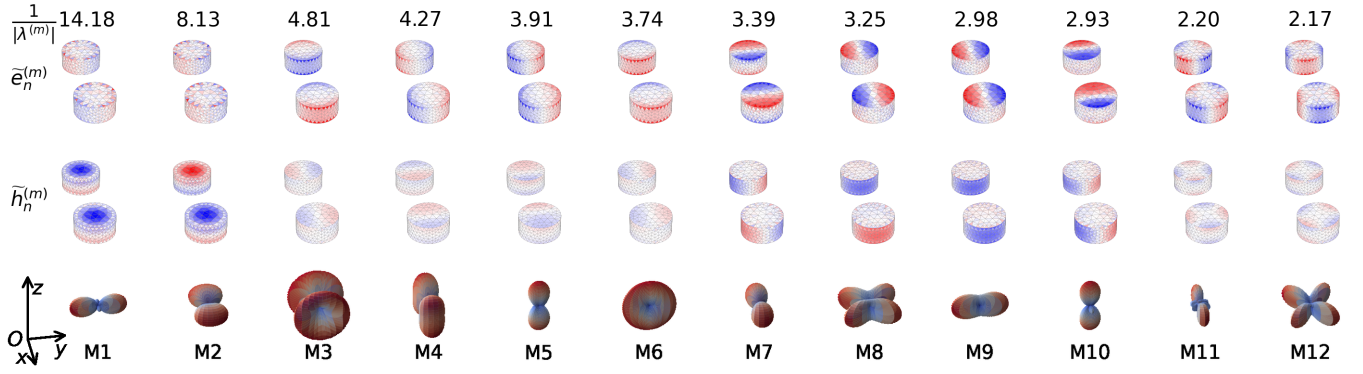 1/|λ^(m)| 14.18 8.13 4.81 4.27 3.91 3.74 3.39 3.25 2.98 2.93 2.20 2.17
ẽ_n^(m)
h̃_n^(m)
z
O x y M1 M2 M3 M4 M5 M6 M7 M8 M9 M10 M11 M12